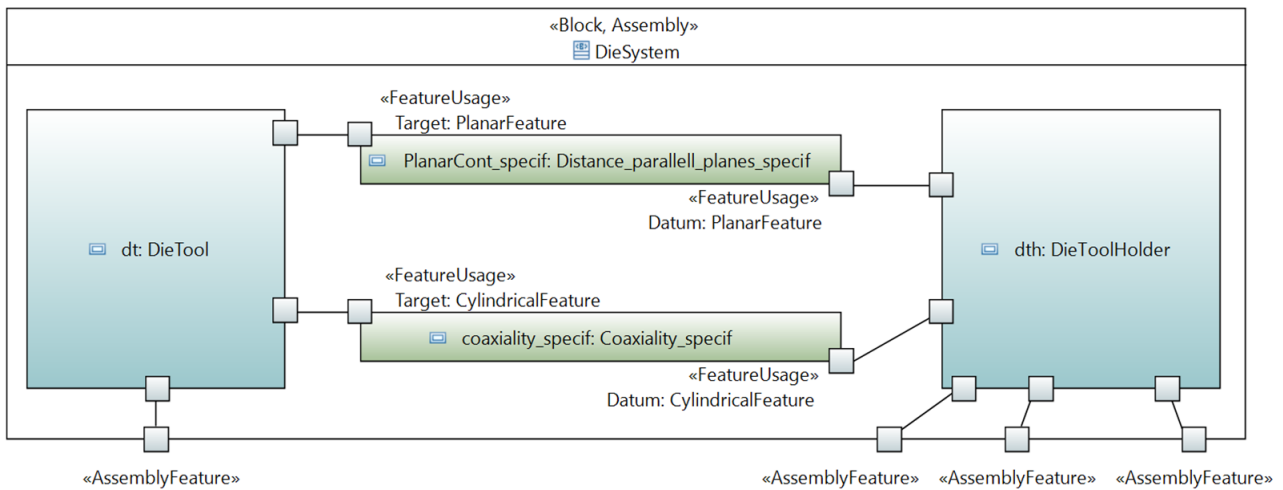 «Block, Assembly»
DieSystem
«FeatureUsage»
Target: PlanarFeature
PlanarCont_specif: Distance_parallell_planes_specif
«FeatureUsage»
Datum: PlanarFeature
dt: DieTool
dth: DieToolHolder
«FeatureUsage»
Target: CylindricalFeature
coaxiality_specif: Coaxiality_specif
«FeatureUsage»
Datum: CylindricalFeature
«AssemblyFeature»
«AssemblyFeature»
«AssemblyFeature»
«AssemblyFeature»